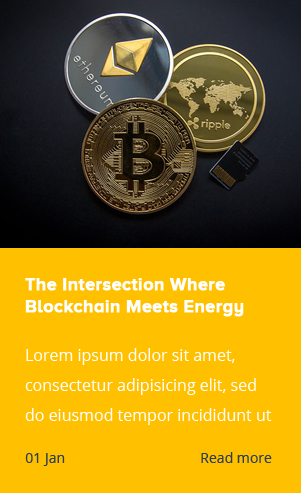 ethereum
ripple
The Intersection Where
Blockchain Meets Energy
Lorem ipsum dolor sit amet,
consectetur adipisicing elit, sed
do eiusmod tempor incididunt ut
01 Jan
Read more